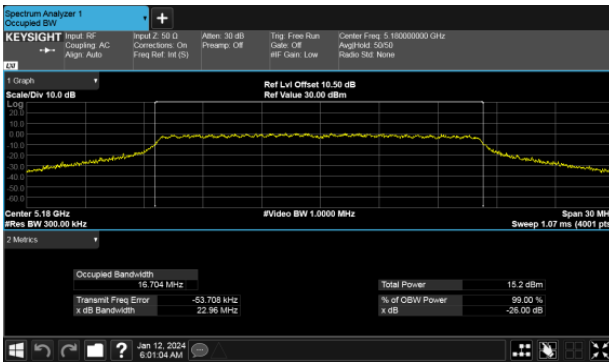 Spectrum Analyzer 1
Occupied BW
KEYSIGHT
Input: RF
Coupling: AC
Align: Auto
Input Z: 50 Ω
Corrections: On
Freq Ref: Int (S)
Atten: 30 dB
Preamp: Off
Trig: Free Run
Gate: Off
#IF Gain: Low
Center Freq: 5.180000000 GHz
Avg|Hold: 50/50
Radio Std: None
LXI
1 Graph
Scale/Div 10.0 dB
Ref Lvl Offset 10.50 dB
Ref Value 30.00 dBm
Log
20.0
10.0
0.00
-10.0
-20.0
-30.0
-40.0
-50.0
-60.0
Center 5.18 GHz
#Res BW 300.00 kHz
#Video BW 1.0000 MHz
Span 30 MH
Sweep 1.07 ms (4001 pts
2 Metrics
Occupied Bandwidth
16.704 MHz
Transmit Freq Error -53.708 kHz
x dB Bandwidth 22.96 MHz
Total Power 15.2 dBm
% of OBW Power 99.00 %
x dB -26.00 dB
Jan 12, 2024
6:01:04 AM